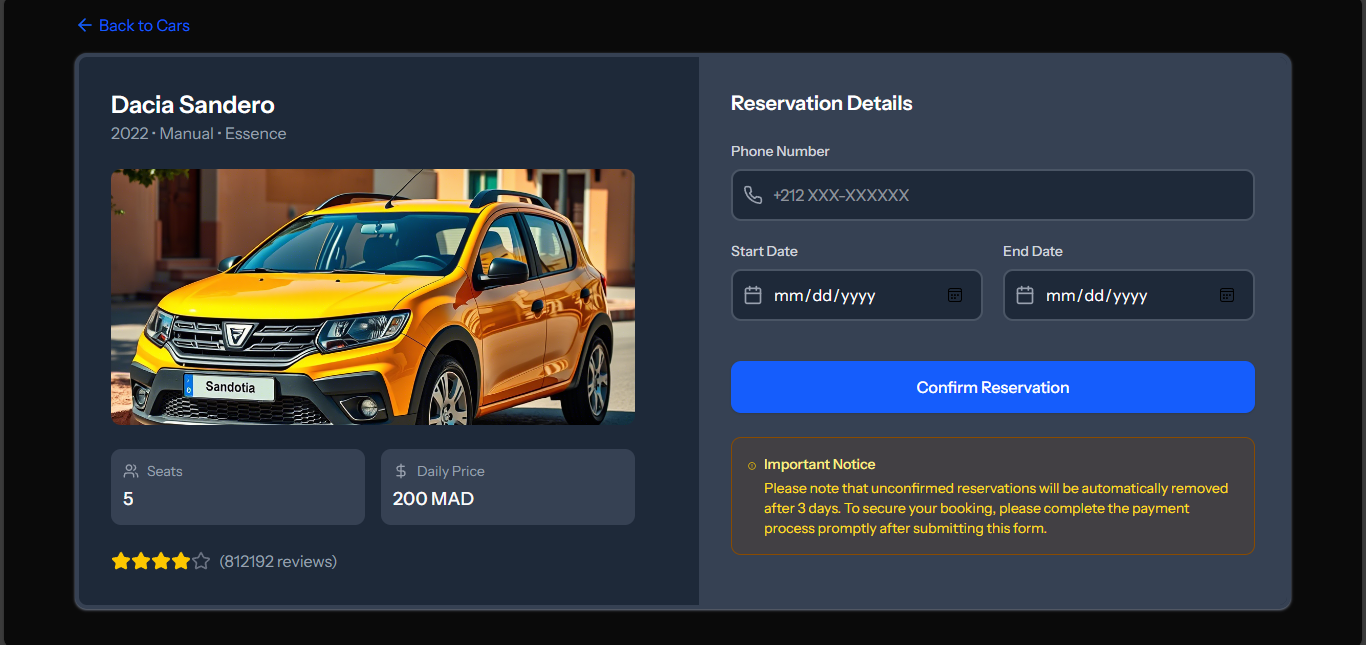 Back to Cars
Dacia Sandero
2022 • Manual • Essence
Sandotia
Seats
5
Daily Price
200 MAD
(812192 reviews)
Reservation Details
Phone Number
+212 XXX-XXXXXX
Start Date
End Date
mm/dd/yyyy
mm/dd/yyyy
Confirm Reservation
Important Notice
Please note that unconfirmed reservations will be automatically removed
after 3 days. To secure your booking, please complete the payment
process promptly after submitting this form.